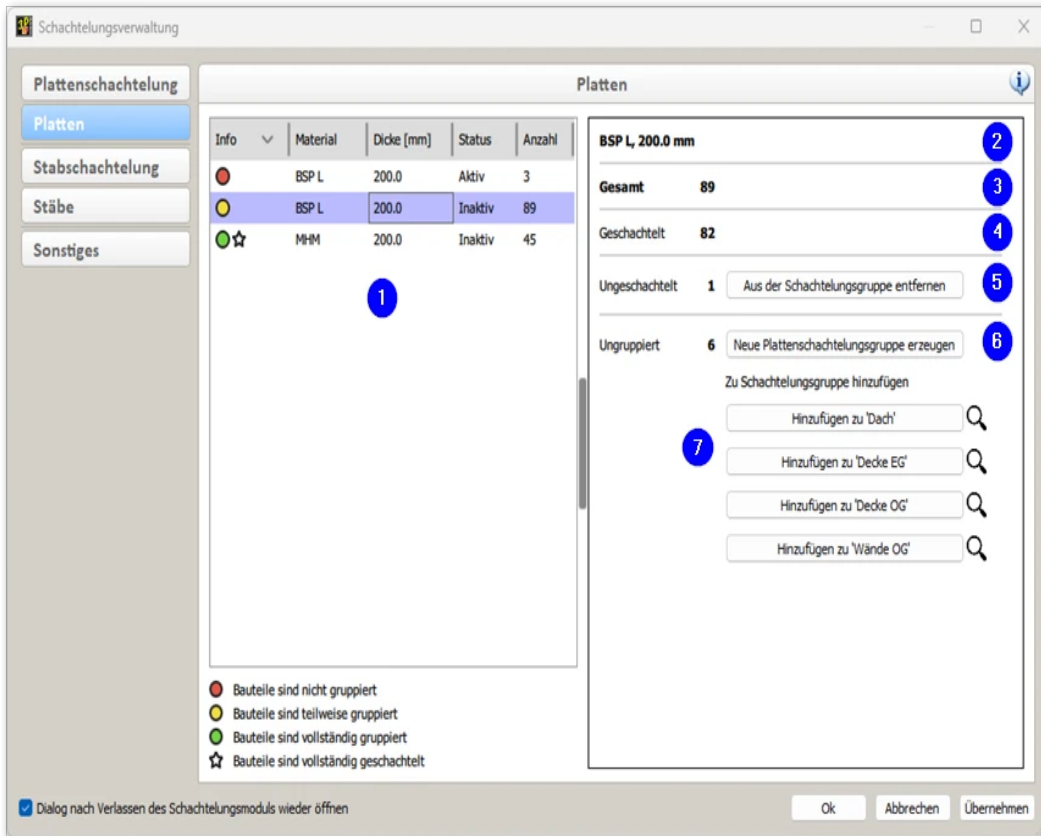 Schachtelungsverwaltung
Plattenschachtelung
Platten
Stabschachtelung
Stäbe
Sonstiges
Platten
Info Material Dicke [mm] Status Anzahl
BSP L 200.0 Aktiv 3
BSP L 200.0 Inaktiv 89
MHM 200.0 Inaktiv 45
1
Bauteile sind nicht gruppiert
Bauteile sind teilweise gruppiert
Bauteile sind vollständig gruppiert
Bauteile sind vollständig geschachtelt
BSP L, 200.0 mm 2
Gesamt 89 3
Geschachtelt 82 4
Ungeschachtelt 1 Aus der Schachtelungsgruppe entfernen 5
Ungruppiert 6 Neue Plattenschachtelungsgruppe erzeugen 6
Zu Schachtelungsgruppe hinzufügen
Hinzufügen zu 'Dach'
7
Hinzufügen zu 'Decke EG'
Hinzufügen zu 'Decke OG'
Hinzufügen zu 'Wände OG'
Dialog nach Verlassen des Schachtelungsmoduls wieder öffnen
Ok Abbrechen Übernehmen